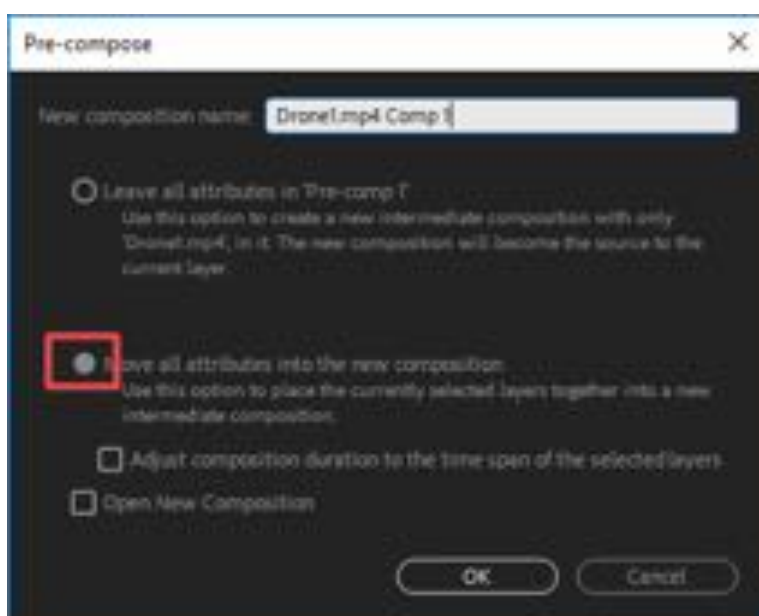 Pre-compose
New composition name: Drone1.mp4 Comp 1
Leave all attributes in 'Pre-comp 1'
Use this option to create a new intermediate composition with only
'Drone1.mp4', in it. The new composition will become the source to the
current layer.
ove all attributes into the new composition
Use this option to place the currently selected layers together into a new
intermediate composition.
Adjust composition duration to the time span of the selected layers
Open New Composition
OK Cancel